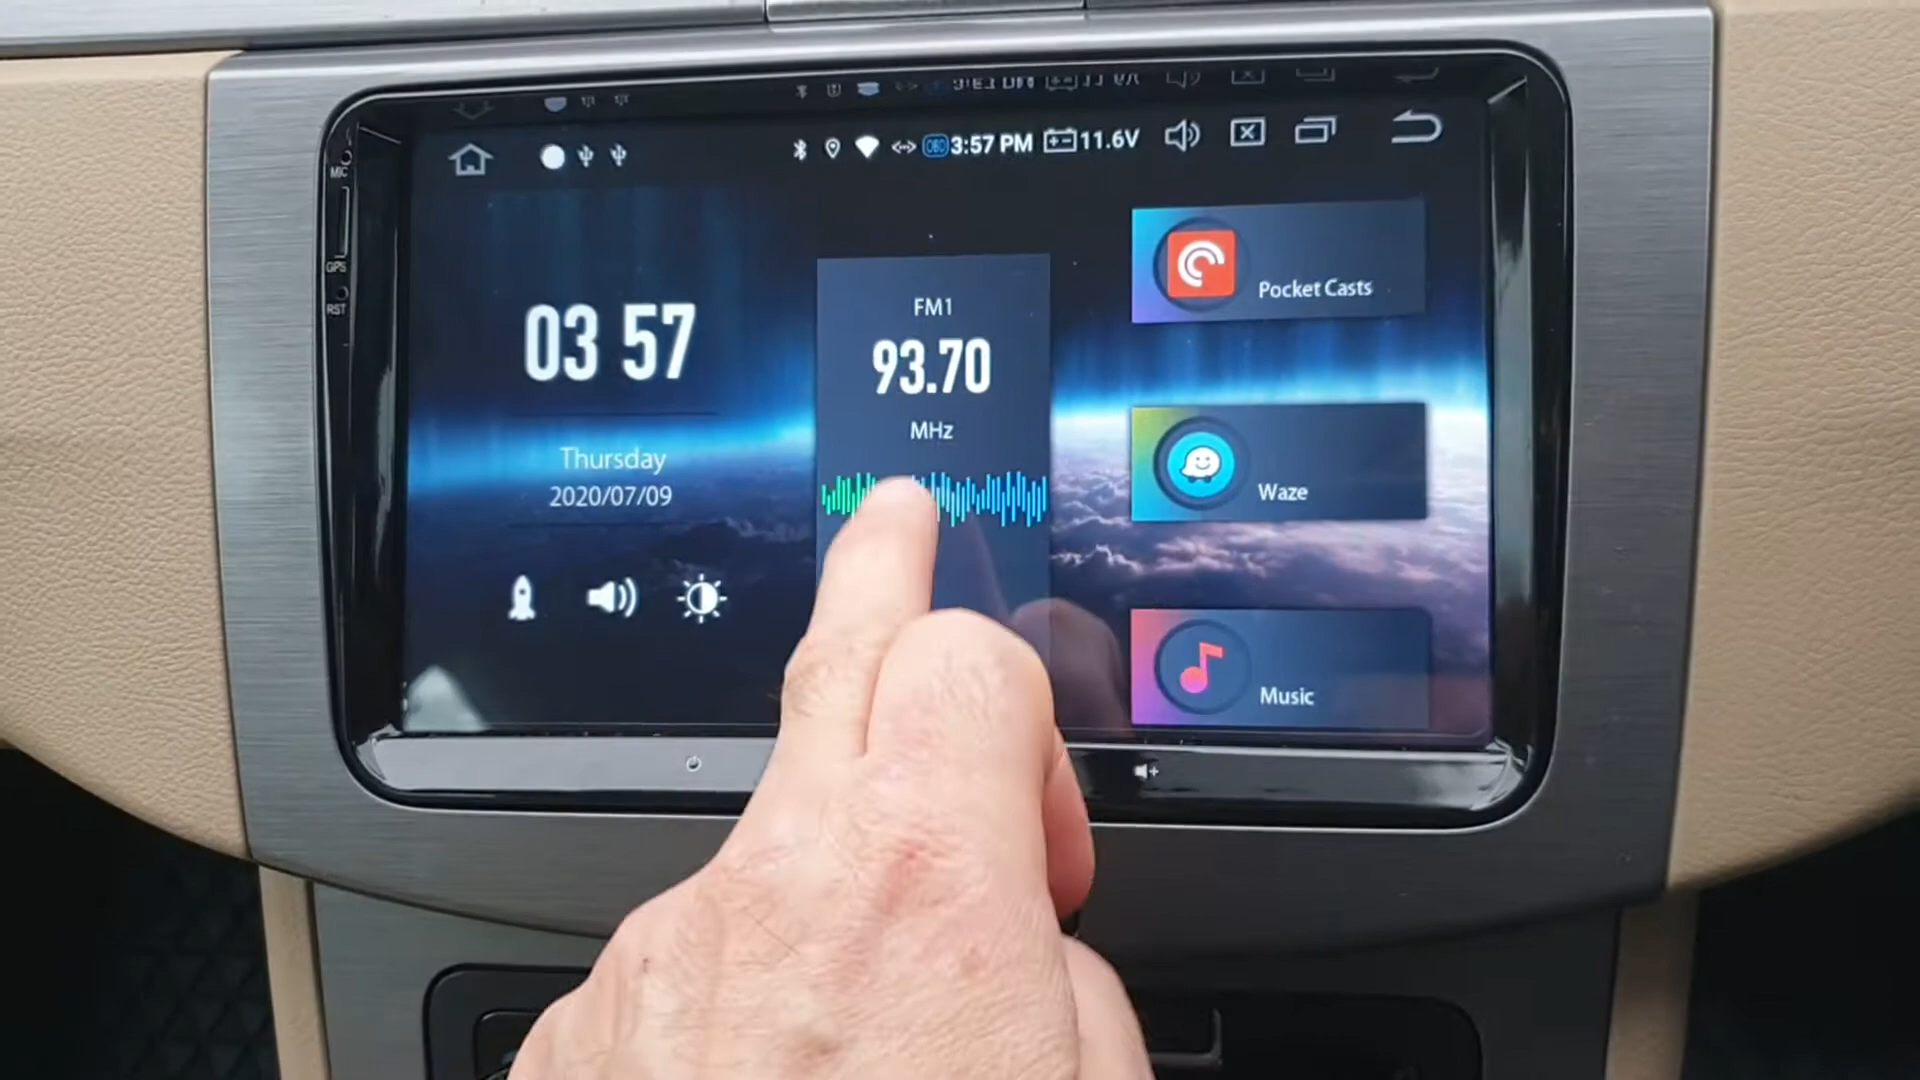 MIC
GPS
RST
OBD 3:57 PM 11.6V
03 57
Thursday
2020/07/09
FM1
93.70
MHz
Pocket Casts
Waze
Music